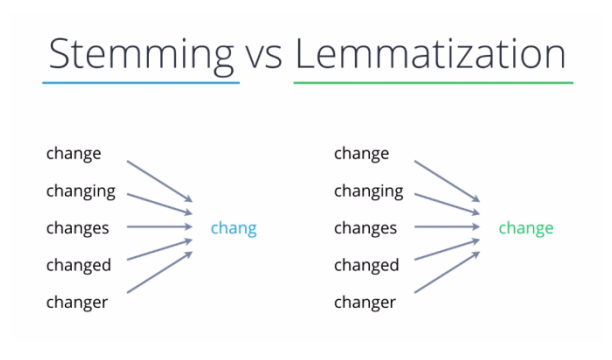 Stemming vs Lemmatization
change
changing
changes
changed
changer
chang
change
changing
changes
changed
changer
change